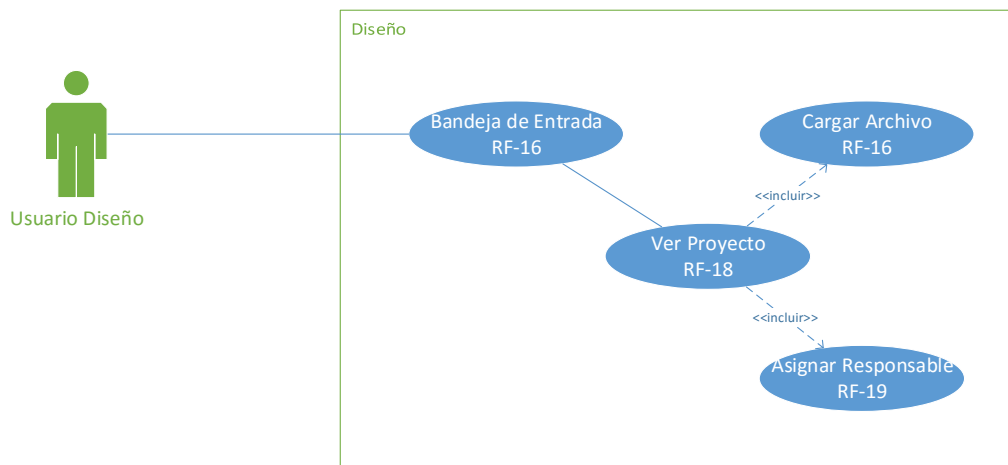 Diseño
Bandeja de Entrada
RF-16
Cargar Archivo
RF-16
<<incluir>>
Usuario Diseño
Ver Proyecto
RF-18
<<incluir>>
Asignar Responsable
RF-19